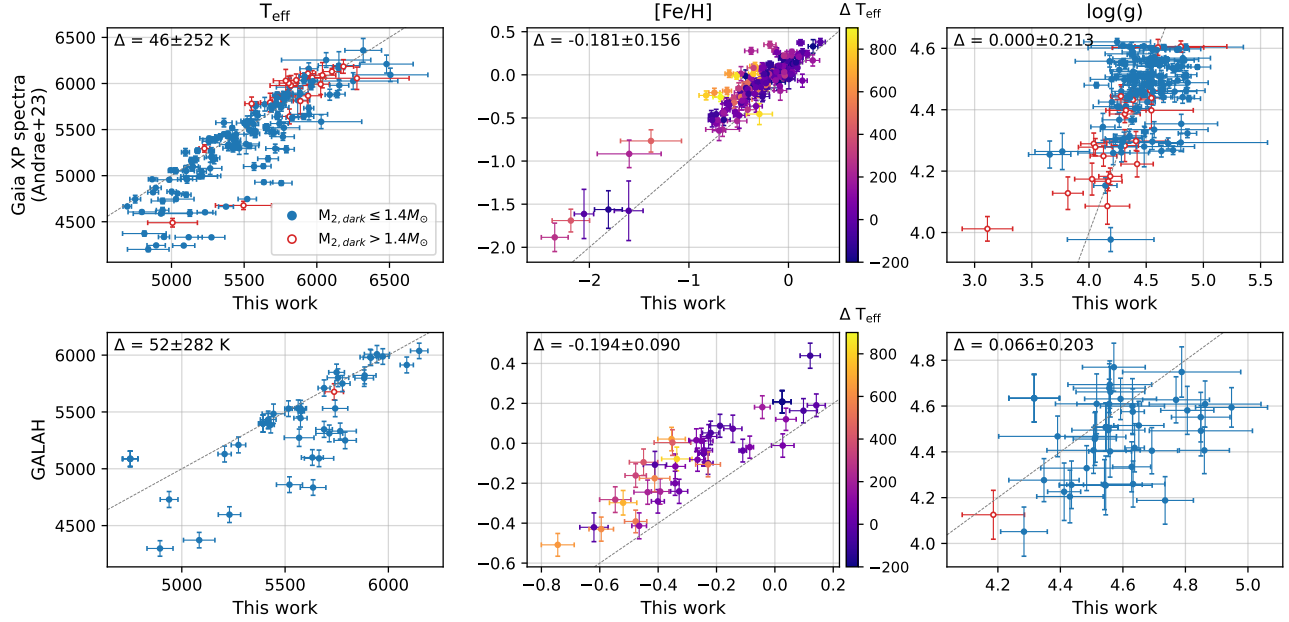 T_eff
[Fe/H]
log(g)
Δ T_eff
Δ = 46±252 K
Δ = -0.181±0.156
Δ = 0.000±0.213
6500
6000
5500
5000
4500
Gaia XP spectra
(Andrae+23)
M_2,dark ≤ 1.4M_⊙
M_2,dark > 1.4M_⊙
5000 5500 6000 6500
This work
0.5
0.0
−0.5
−1.0
−1.5
−2.0
−2 −1 0
This work
800
600
400
200
0
−200
4.6
4.4
4.2
4.0
3.0 3.5 4.0 4.5 5.0 5.5
This work
Δ = 52±282 K
Δ = -0.194±0.090
Δ T_eff
Δ = 0.066±0.203
6000
5500
5000
4500
GALAH
5000 5500 6000
This work
0.4
0.2
0.0
−0.2
−0.4
−0.6
−0.8 −0.6 −0.4 −0.2 0.0 0.2
This work
800
600
400
200
0
−200
4.8
4.6
4.4
4.2
4.0
4.2 4.4 4.6 4.8 5.0
This work